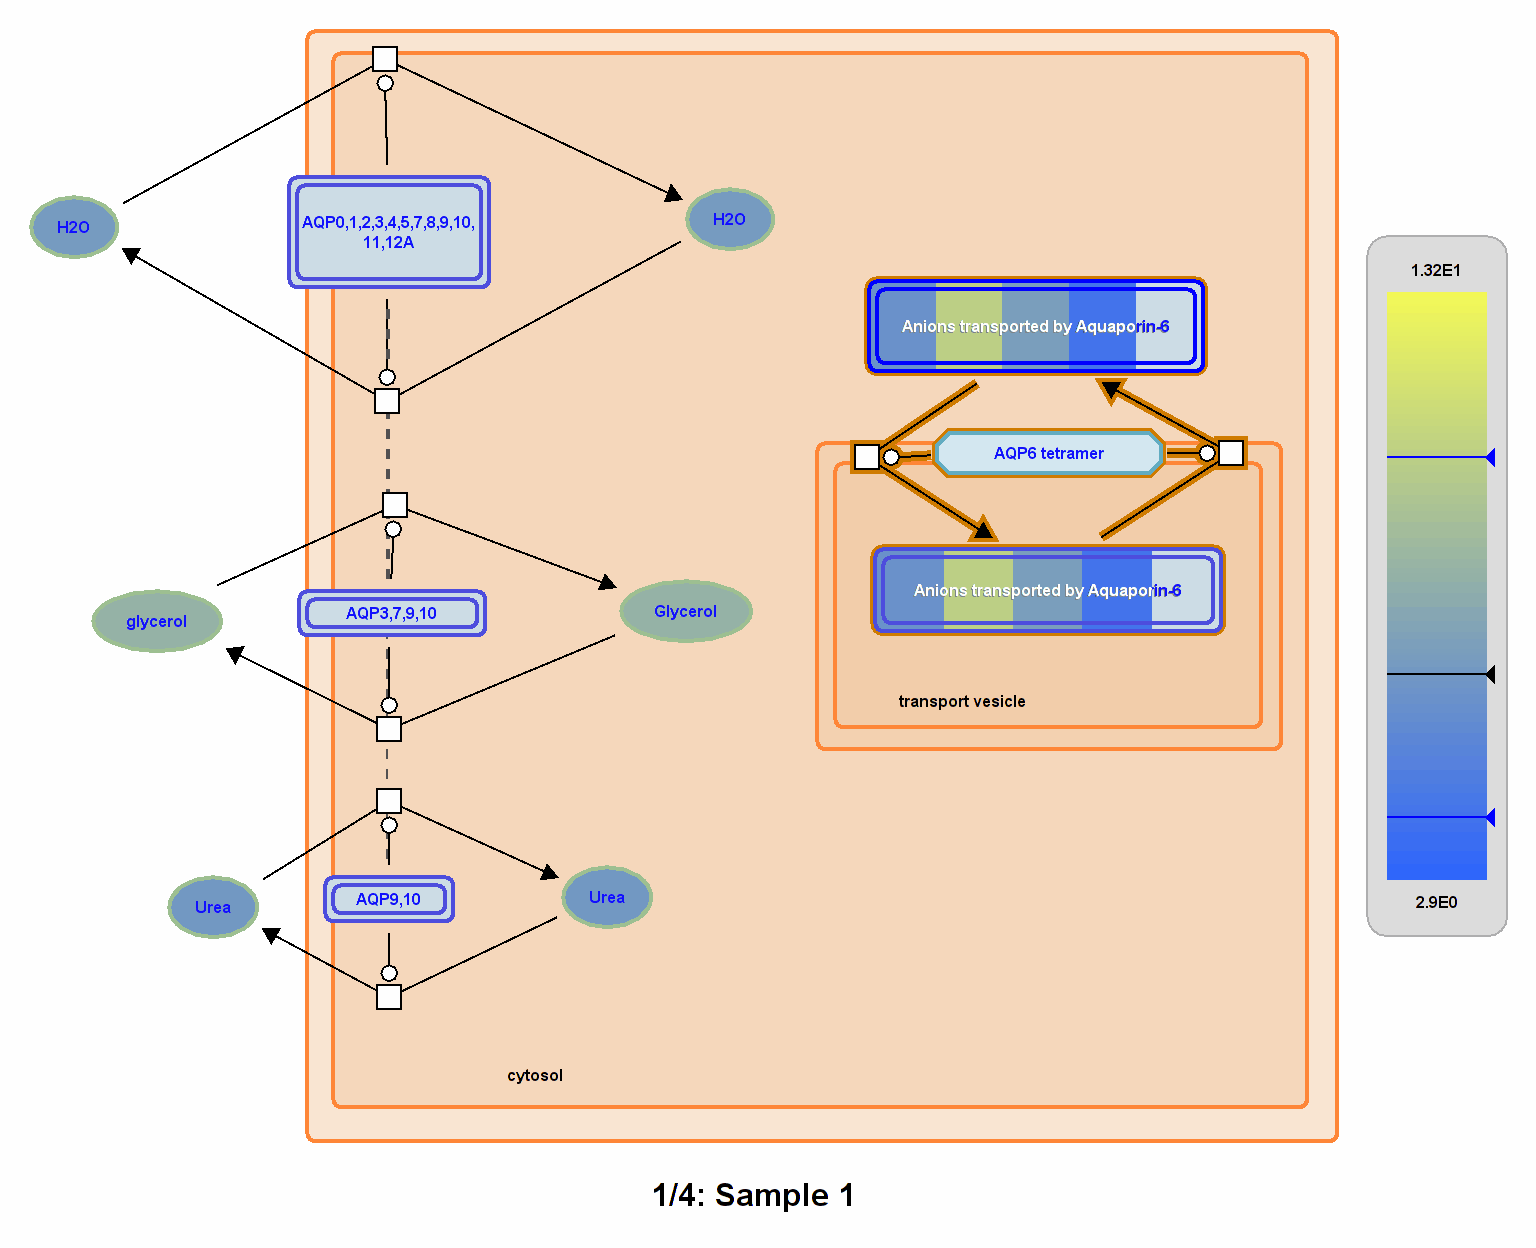 H2O
AQP0,1,2,3,4,5,7,8,9,10,
11,12A
H2O
Anions transported by Aquaporin-6
AQP6 tetramer
Anions transported by Aquaporin-6
transport vesicle
glycerol
AQP3,7,9,10
Glycerol
Urea
AQP9,10
Urea
cytosol
1.32E1
2.9E0
1/4: Sample 1